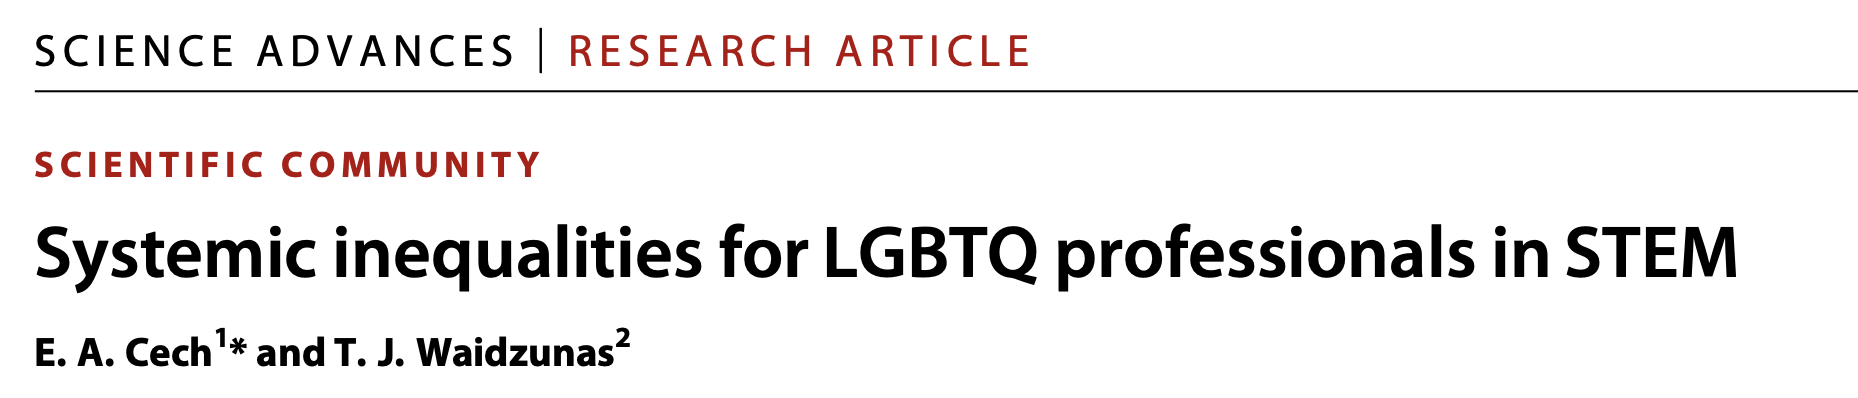 SCIENCE ADVANCES | RESEARCH ARTICLE
SCIENTIFIC COMMUNITY
Systemic inequalities for LGBTQ professionals in STEM
E. A. Cech¹* and T. J. Waidzunas²